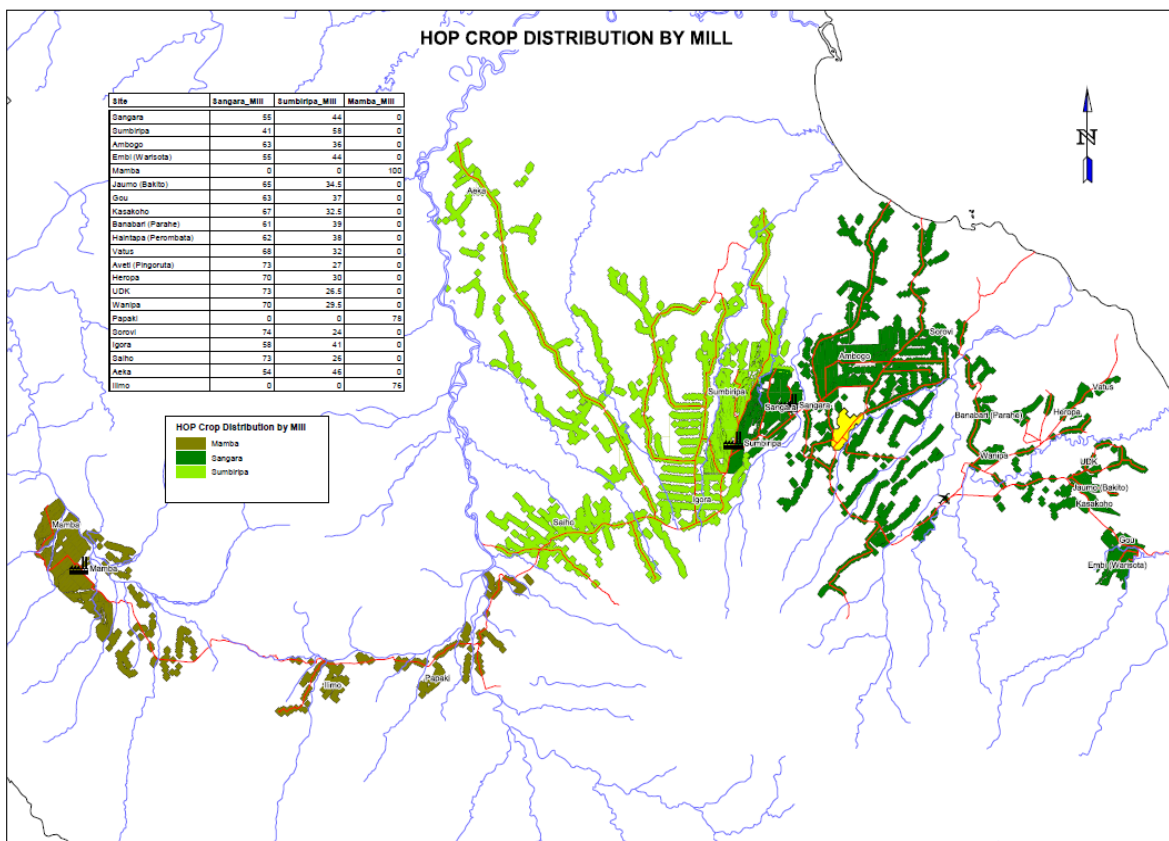 HOP CROP DISTRIBUTION BY MILL
Site Sangara_Mill Sumbiripa_Mill Mamba_Mill
Sangara 55 44 0
Sumbiripa 41 58 0
Ambogo 63 36 0
Embi (Warisota) 55 44 0
Mamba 0 0 100
Jaumo (Bakito) 65 34.5 0
Gou 63 37 0
Kasakoho 67 32.5 0
Banabari (Parahe) 61 39 0
Haintapa (Perombata) 62 38 0
Vatus 68 32 0
Aveti (Pingoruta) 73 27 0
Heropa 70 30 0
UDK 73 26.5 0
Wanipa 70 29.5 0
Papaki 0 0 78
Sorovi 74 24 0
Igora 58 41 0
Saiho 73 26 0
Aeka 54 46 0
Ilimo 0 0 76
HOP Crop Distribution by Mill
Mamba
Sangara
Sumbiripa
N
Aeka
Sorovi
Ambogo
Sumbiripa
Sangara
Sangara
Vatus
Heropa
Banabari (Parahe)
Sumbiripa
Wanipa
UDK
Jaumo (Bakito)
Igora
Kasakoho
Saiho
Mamba
Gou
Embi (Warisota)
Mamba
Papaki
Ilimo